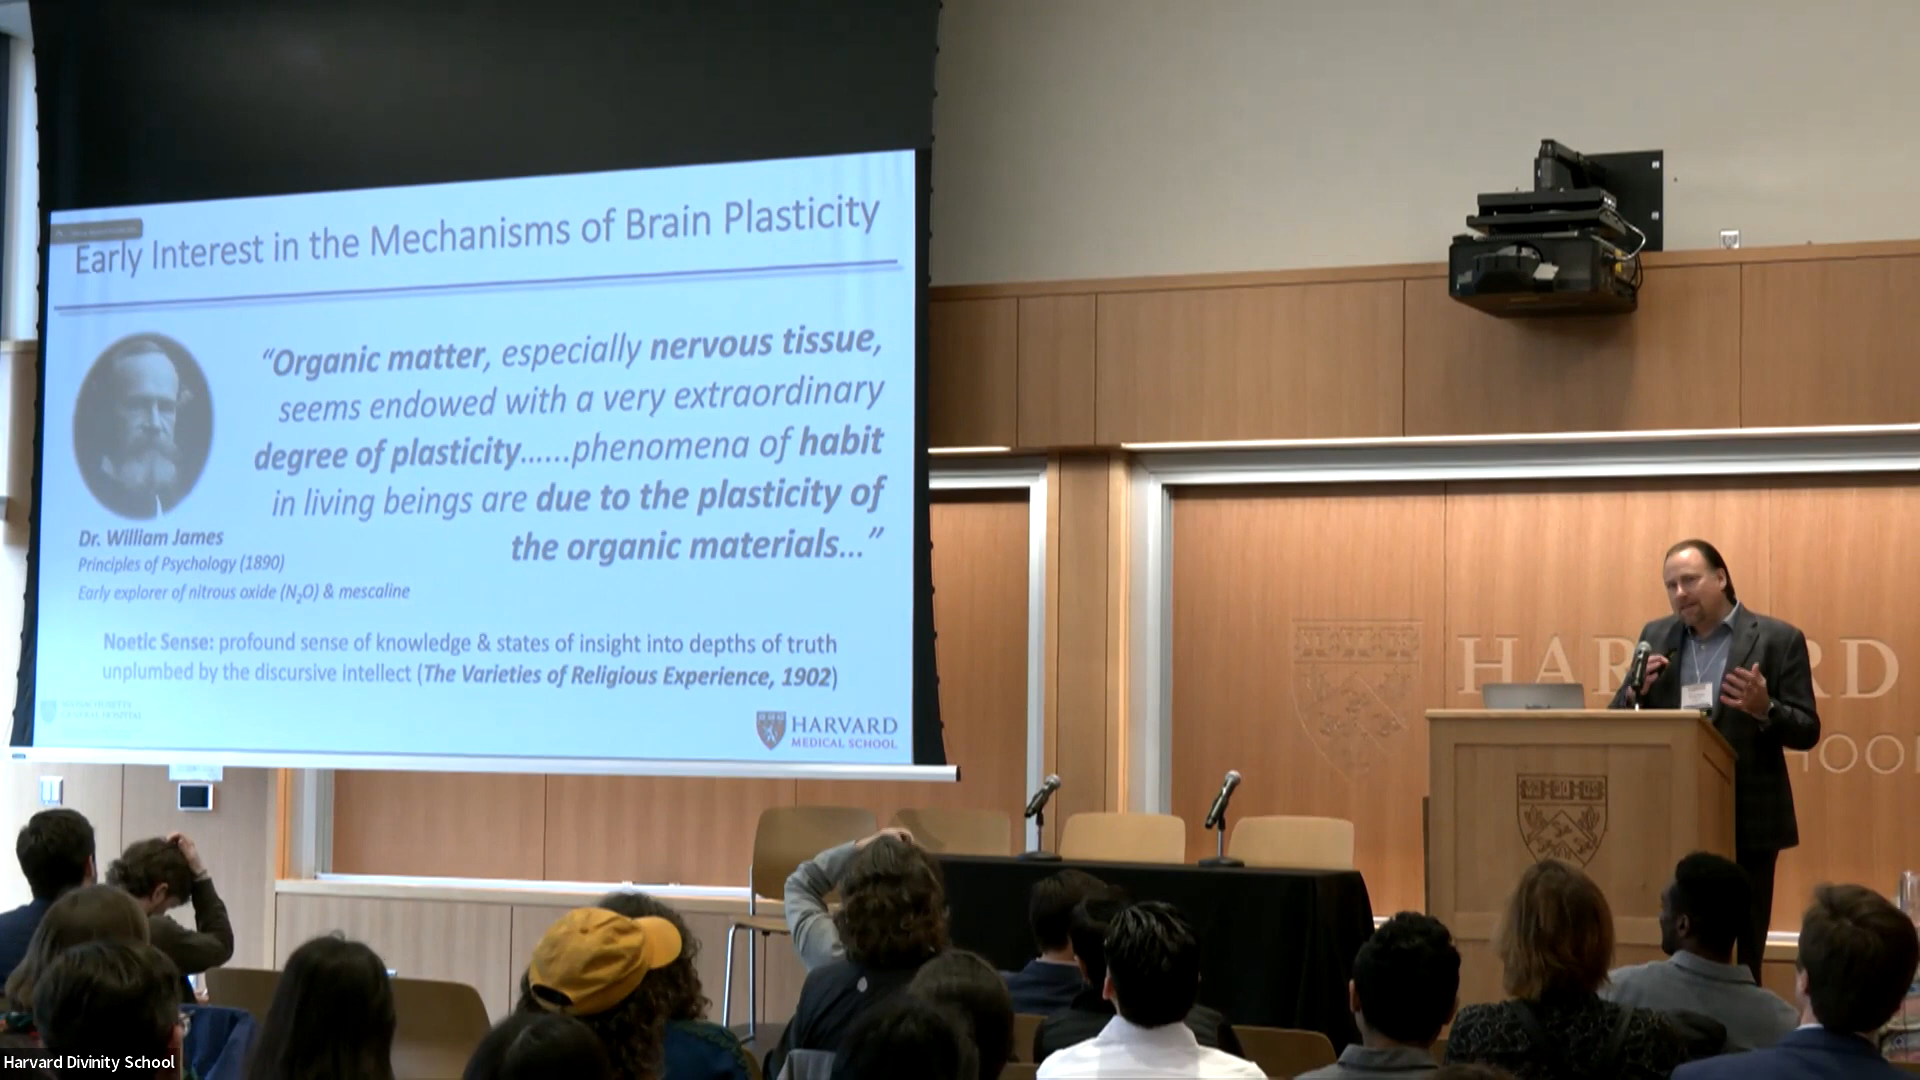 Early Interest in the Mechanisms of Brain Plasticity
“Organic matter, especially nervous tissue,
seems endowed with a very extraordinary
degree of plasticity......phenomena of habit
in living beings are due to the plasticity of
the organic materials...”
Dr. William James
Principles of Psychology (1890)
Early explorer of nitrous oxide (N₂O) & mescaline
Noetic Sense: profound sense of knowledge & states of insight into depths of truth
unplumbed by the discursive intellect (The Varieties of Religious Experience, 1902)
MASSACHUSETTS
GENERAL HOSPITAL
HARVARD
MEDICAL SCHOOL
HAR RD
HOOL
Harvard Divinity School